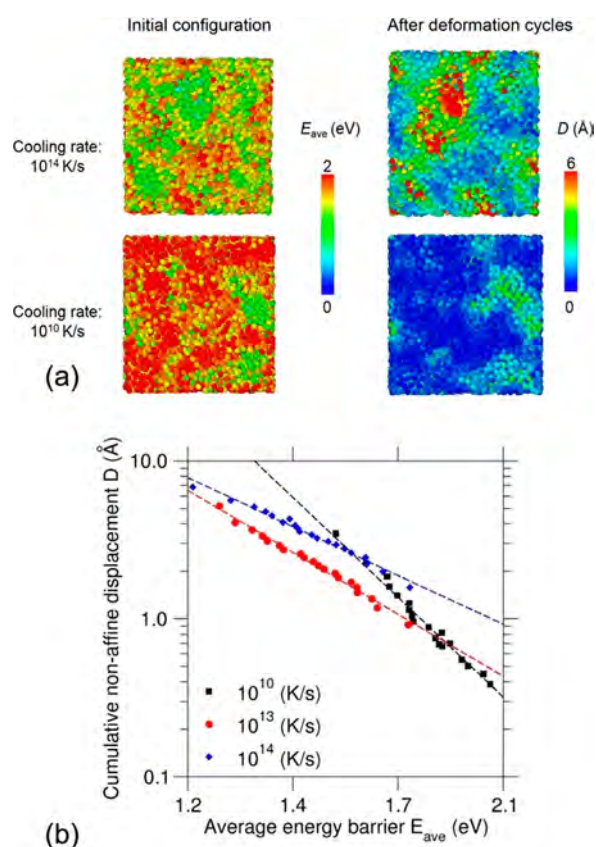 Initial configuration
After deformation cycles
Cooling rate:
10¹⁴ K/s
E_ave (eV)
2
0
D (Å)
6
0
Cooling rate:
10¹⁰ K/s
(a)
Cumulative non-affine displacement D (Å)
10.0
1.0
0.1
10¹⁰ (K/s)
10¹³ (K/s)
10¹⁴ (K/s)
1.2
1.4
1.7
2.1
Average energy barrier E_ave (eV)
(b)